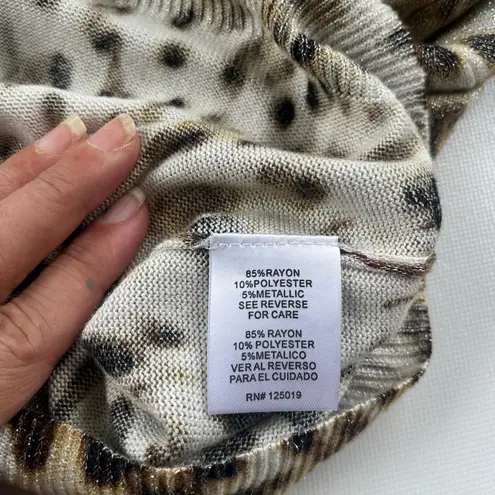 85%RAYON
10%POLYESTER
5%METALLIC
SEE REVERSE
FOR CARE
85% RAYON
10% POLYESTER
5%METALICO
VER AL REVERSO
PARA EL CUIDADO
RN# 125019